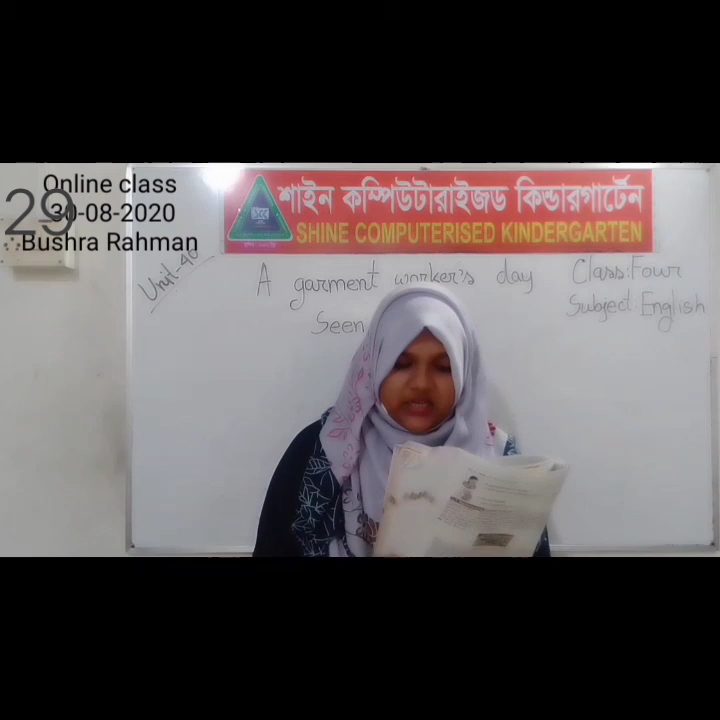 Online class
29
30-08-2020
Bushra Rahman
শাইন কম্পিউটারাইজড কিন্ডারগার্টেন
SHINE COMPUTERISED KINDERGARTEN
Unit-40
A garment worker's day
Class: Four
Seen
Subject: English